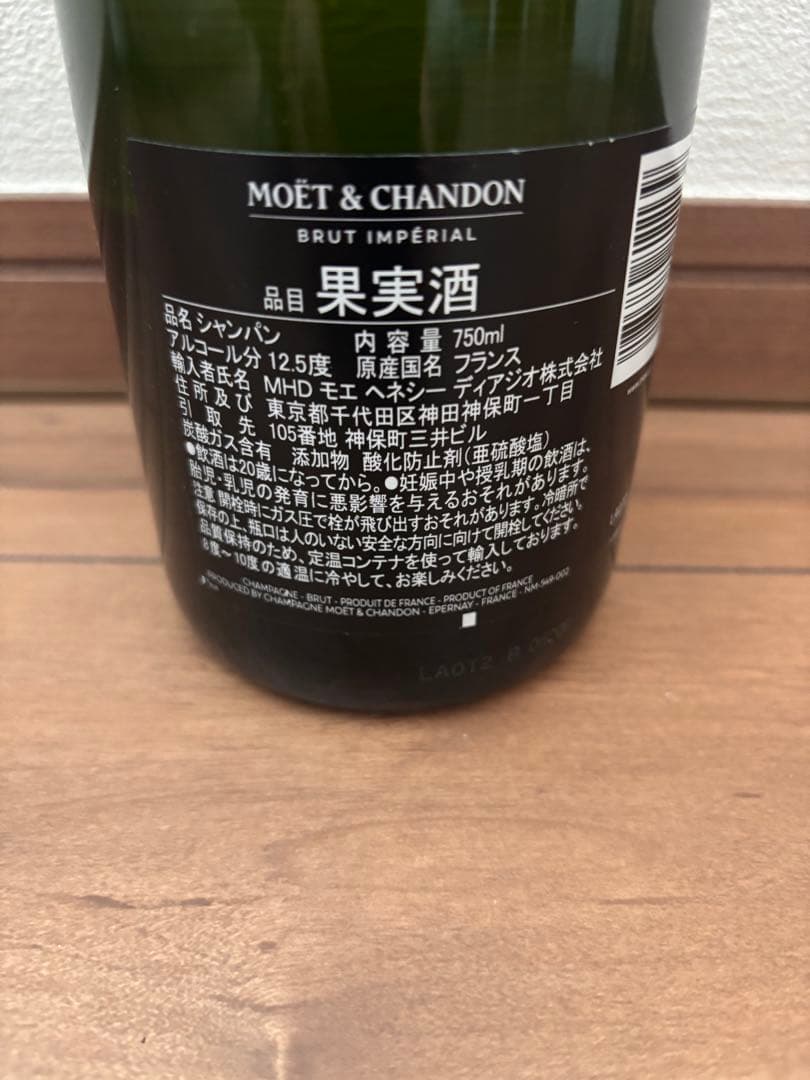 MOËT & CHANDON
BRUT IMPÉRIAL
品目 果実酒
品名 シャンパン 内容量 750ml
アルコール分 12.5度 原産国名 フランス
輸入者氏名 MHD モエ ヘネシー ディアジオ株式会社
住所及び 東京都千代田区神田神保町一丁目
引取先 105番地 神保町三井ビル
炭酸ガス含有 添加物 酸化防止剤(亜硫酸塩)
●飲酒は20歳になってから。●妊娠中や授乳期の飲酒は、
胎児・乳児の発育に悪影響を与えるおそれがあります。
注意 開栓時にガス圧で栓が飛び出すおそれがあります。冷暗所で
保存の上、瓶口は人のいない安全な方向に向けて開栓してください。
品質保持のため、定温コンテナを使って輸入しております。
8度〜10度の適温に冷やして、お楽しみください。
CHAMPAGNE - BRUT - PRODUIT DE FRANCE - PRODUCT OF FRANCE
PRODUCED BY CHAMPAGNE MOËT & CHANDON - EPERNAY - FRANCE - NM-549-002